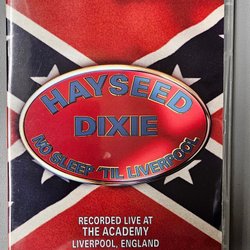 HAYSEED
DIXIE
NO SLEEP 'TIL LIVERPOOL
RECORDED LIVE AT
THE ACADEMY
LIVERPOOL, ENGLAND